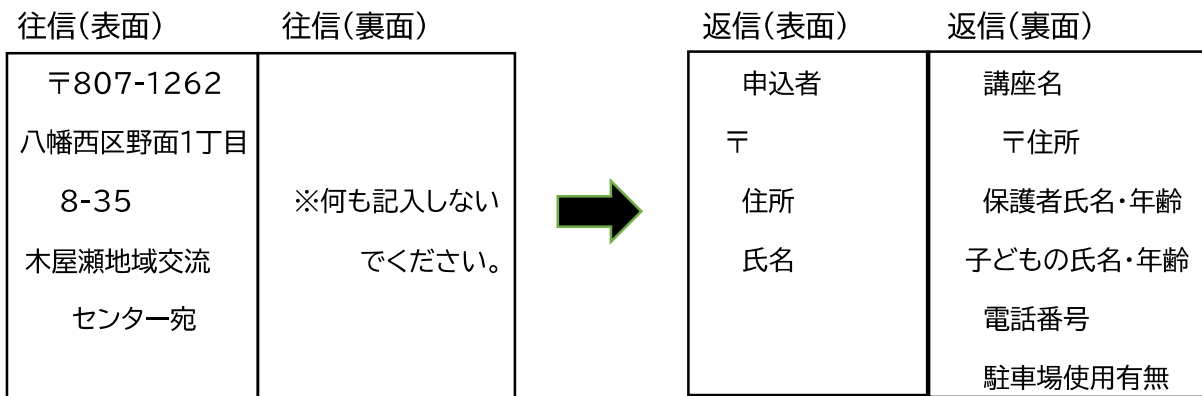 往信(表面)
〒807-1262
八幡西区野面1丁目
8-35
木屋瀬地域交流
センター宛
往信(裏面)
※何も記入しない
でください。
返信(表面)
申込者
〒
住所
氏名
返信(裏面)
講座名
〒住所
保護者氏名・年齢
子どもの氏名・年齢
電話番号
駐車場使用有無